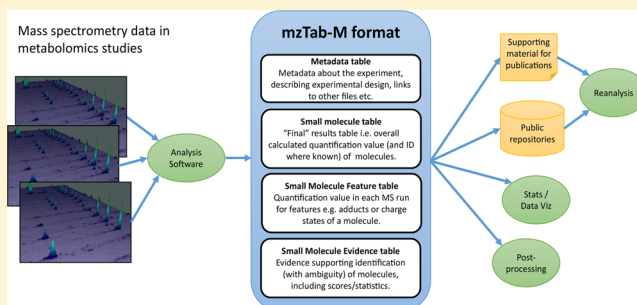 Mass spectrometry data in
metabolomics studies
Analysis
Software
mzTab-M format
Metadata table
Metadata about the experiment,
describing experimental design, links
to other files etc.
Small molecule table
“Final” results table i.e. overall
calculated quantification value (and ID
where known) of molecules.
Small Molecule Feature table
Quantification value in each MS run
for features e.g. adducts or charge
states of a molecule.
Small Molecule Evidence table
Evidence supporting identification
(with ambiguity) of molecules,
including scores/statistics.
Supporting
material for
publications
Public
repositories
Reanalysis
Stats /
Data Viz
Post-
processing